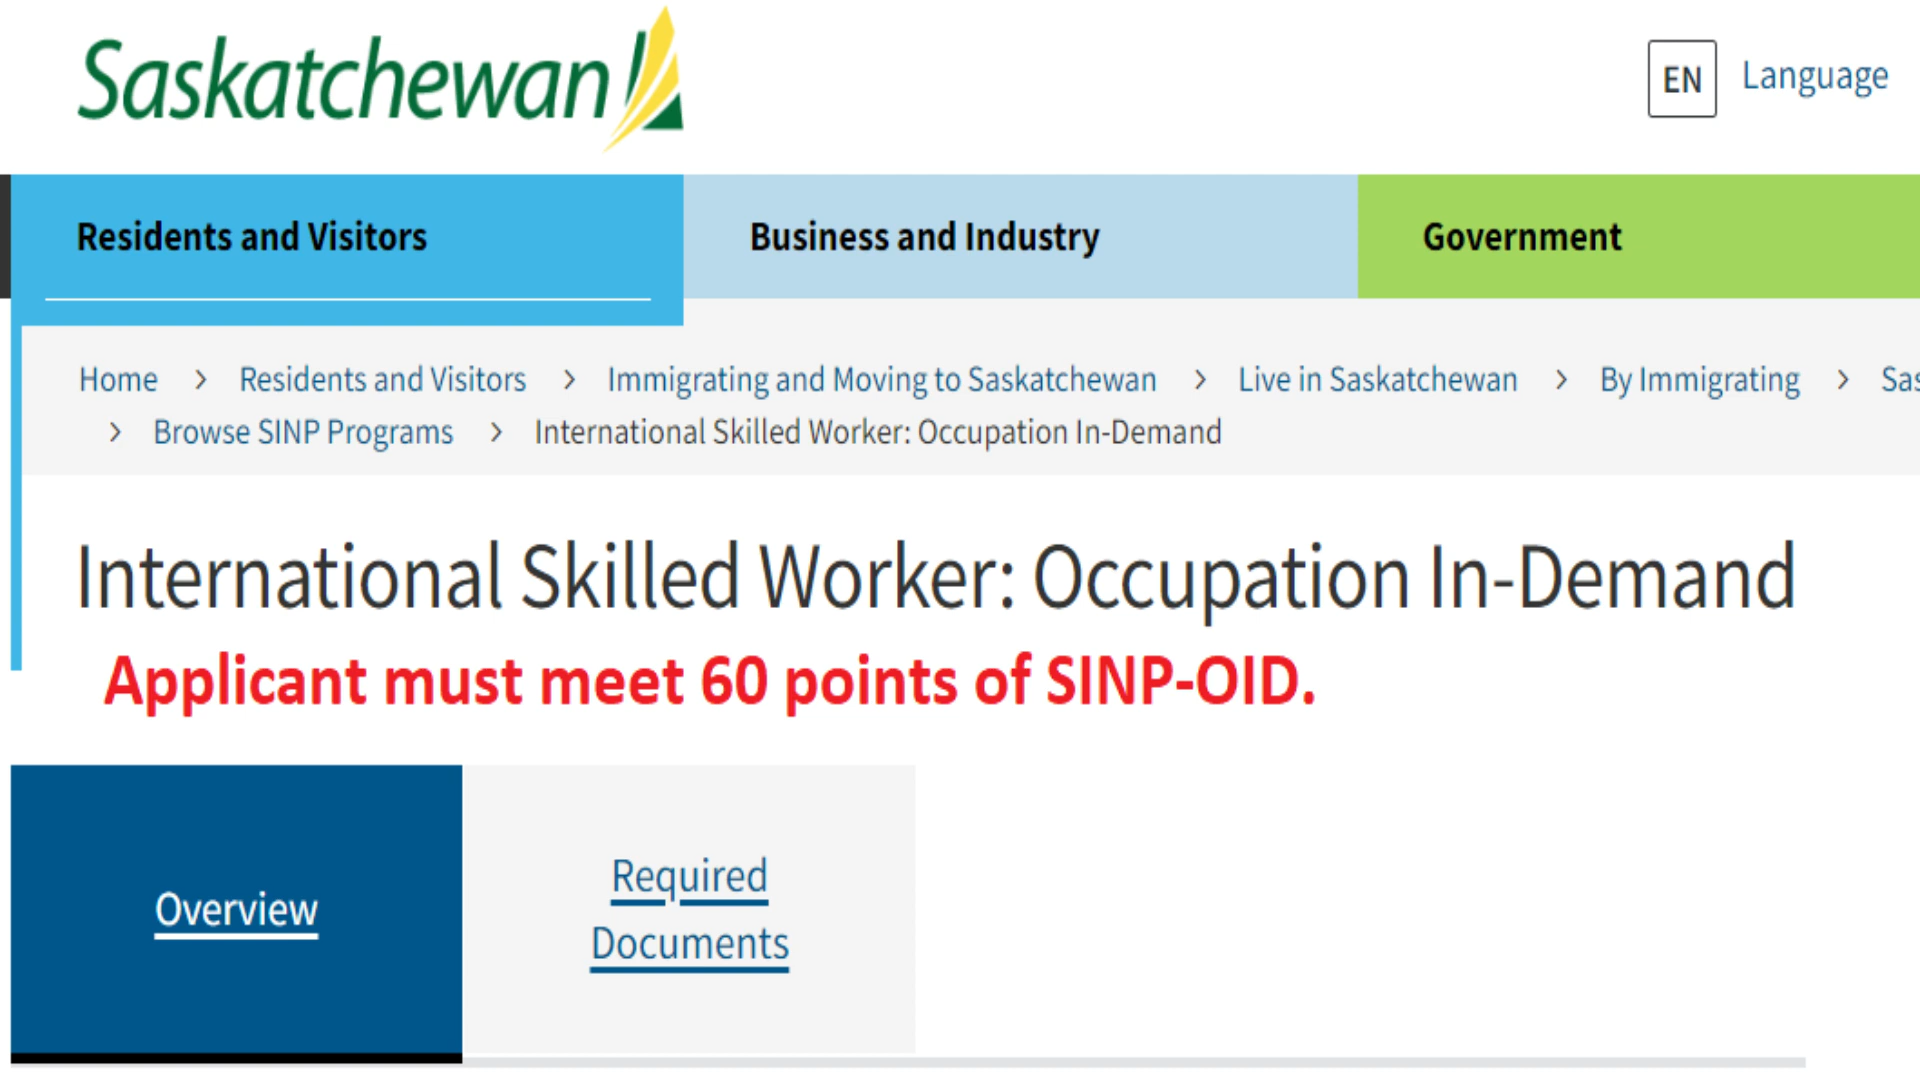 Saskatchewan
EN Language
Residents and Visitors Business and Industry Government
Home > Residents and Visitors > Immigrating and Moving to Saskatchewan > Live in Saskatchewan > By Immigrating > Sas
> Browse SINP Programs > International Skilled Worker: Occupation In-Demand
International Skilled Worker: Occupation In-Demand
Applicant must meet 60 points of SINP-OID.
Overview
Required
Documents